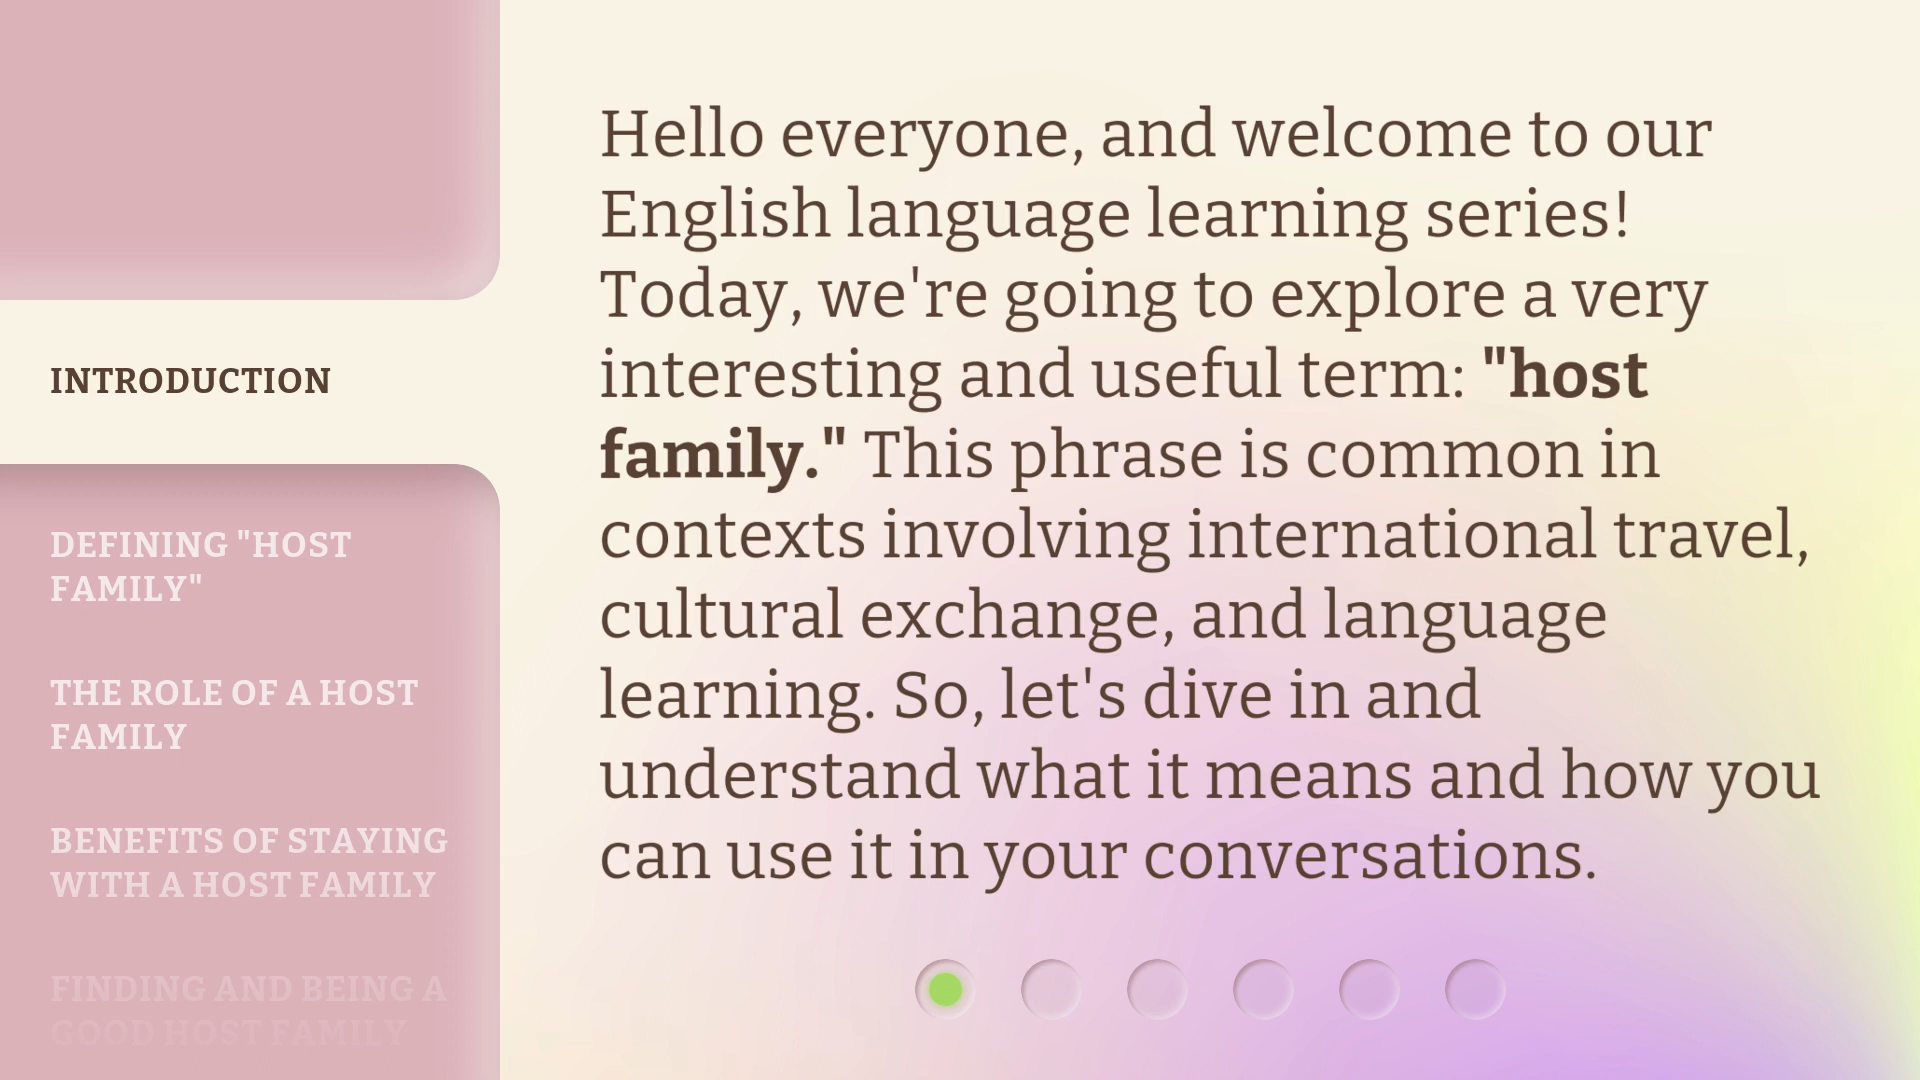 INTRODUCTION
DEFINING "HOST
FAMILY"
THE ROLE OF A HOST
FAMILY
BENEFITS OF STAYING
WITH A HOST FAMILY
FINDING AND BEING A
GOOD HOST FAMILY
Hello everyone, and welcome to our
English language learning series!
Today, we're going to explore a very
interesting and useful term: "host
family." This phrase is common in
contexts involving international travel,
cultural exchange, and language
learning. So, let's dive in and
understand what it means and how you
can use it in your conversations.